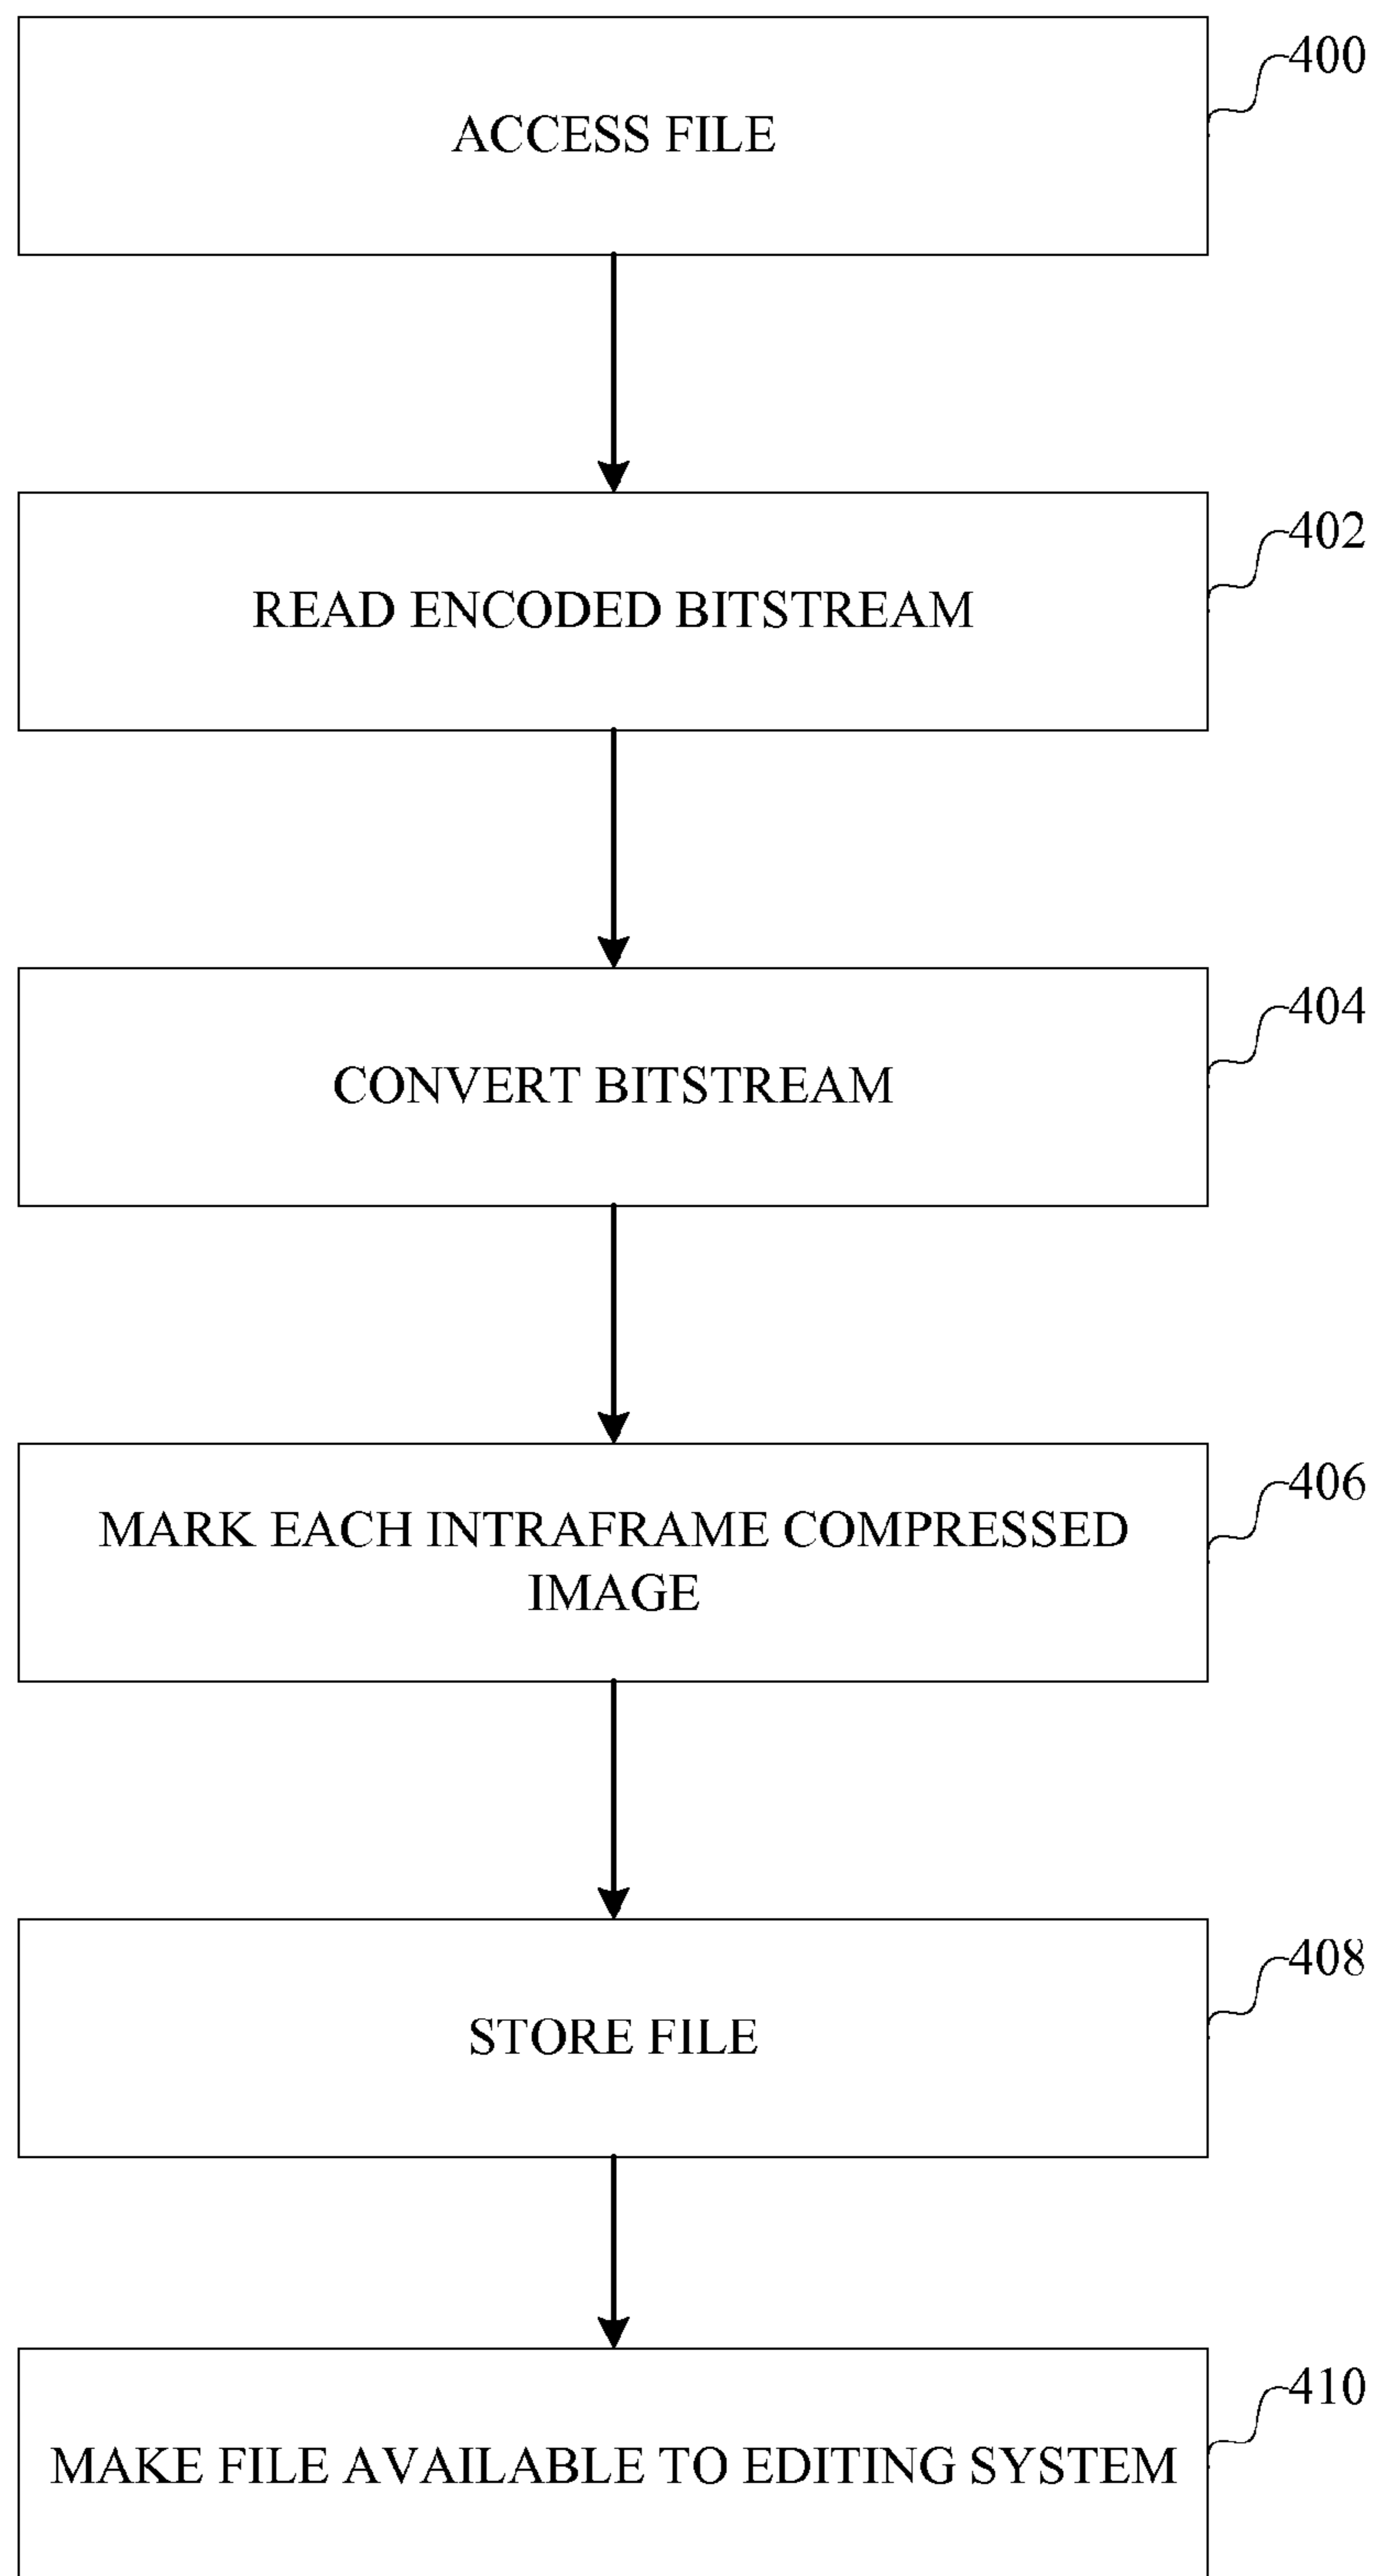 400
ACCESS FILE
402
READ ENCODED BITSTREAM
404
CONVERT BITSTREAM
406
MARK EACH INTRAFRAME COMPRESSED
IMAGE
408
STORE FILE
410
MAKE FILE AVAILABLE TO EDITING SYSTEM